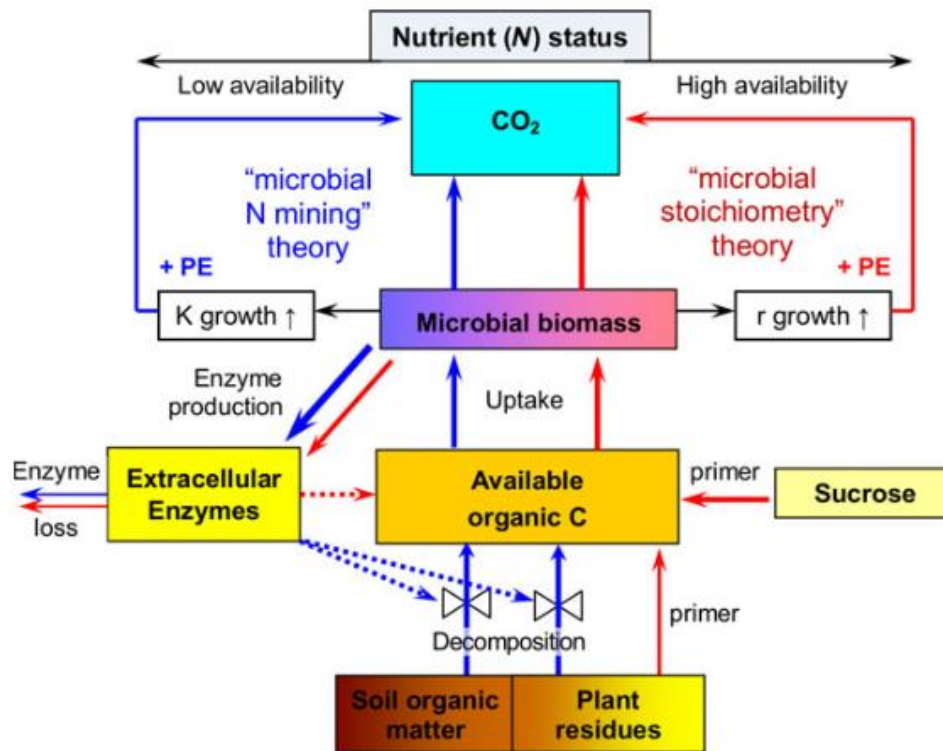 Nutrient (N) status
Low availability
High availability
CO₂
"microbial
N mining"
theory
"microbial
stoichiometry"
theory
+ PE
+ PE
K growth ↑
Microbial biomass
r growth ↑
Enzyme
production
Uptake
Enzyme
loss
Extracellular
Enzymes
Available
organic C
primer
Sucrose
Decomposition
primer
Soil organic
matter
Plant
residues